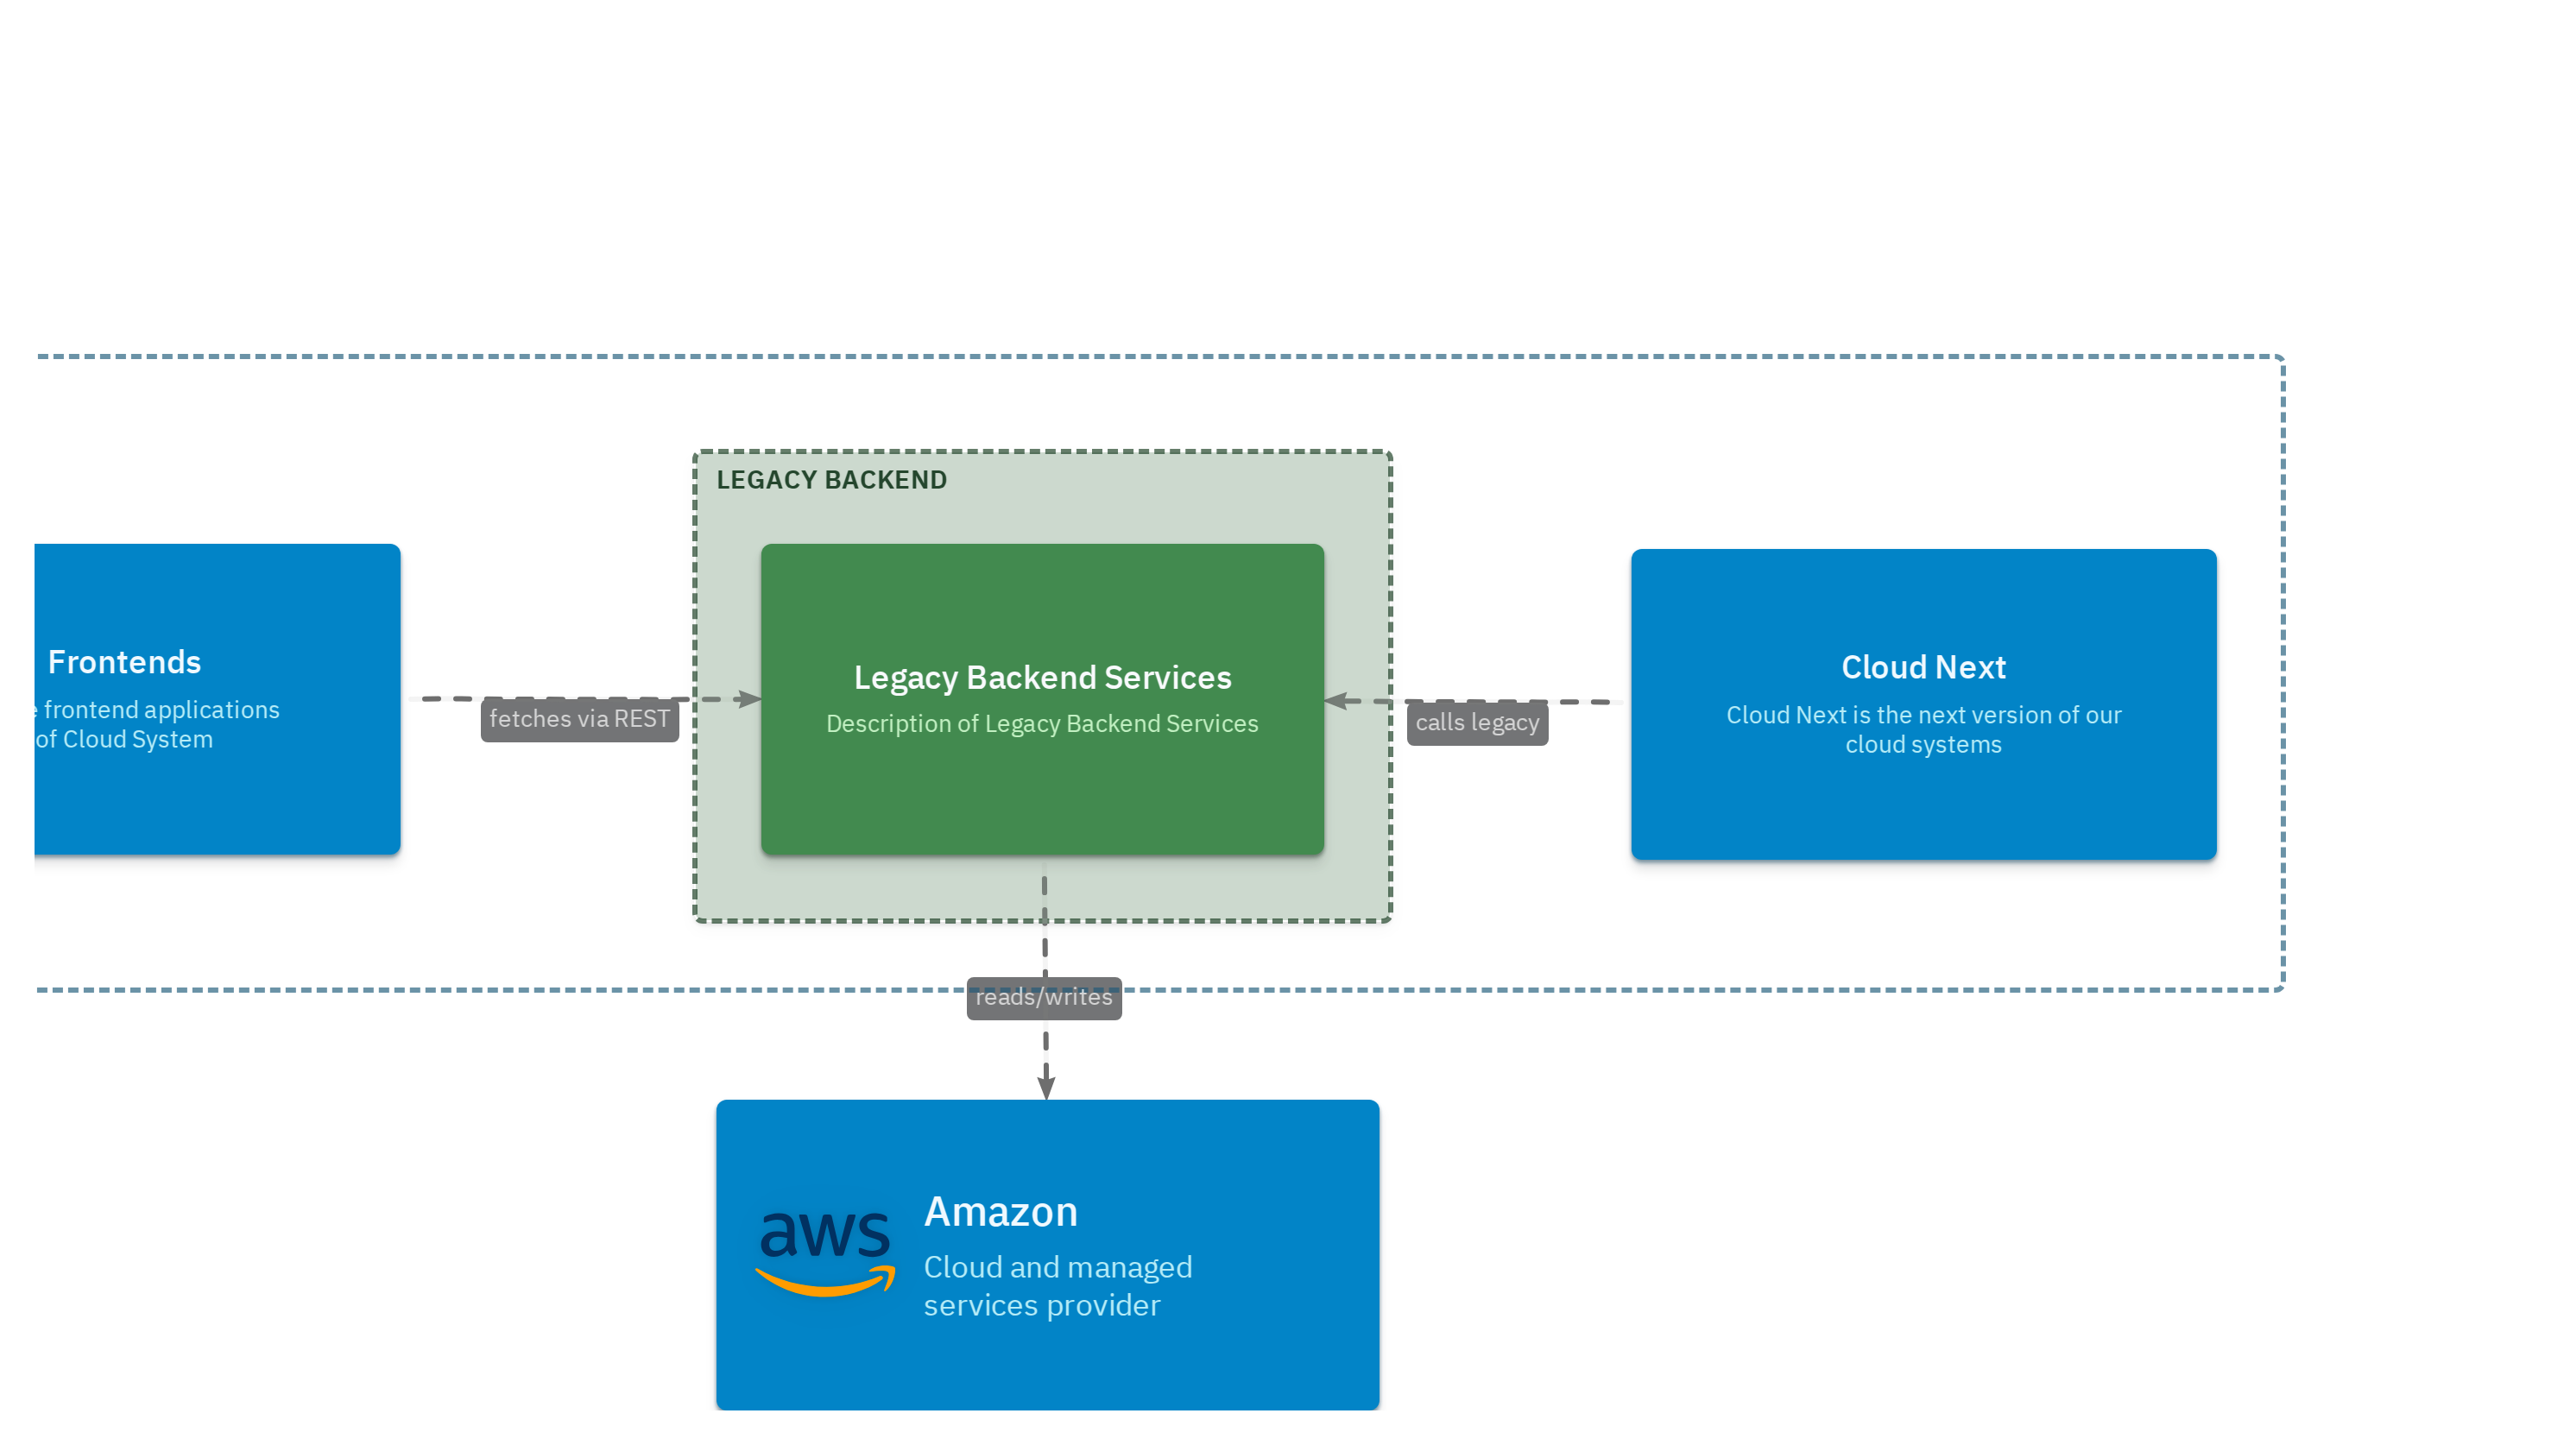 LEGACY BACKEND
Frontends
frontend applications
of Cloud System
fetches via REST
Legacy Backend Services
Description of Legacy Backend Services
calls legacy
Cloud Next
Cloud Next is the next version of our
cloud systems
reads/writes
aws
Amazon
Cloud and managed
services provider